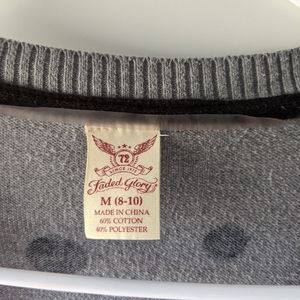 72
SINCE 1972
Faded Glory
M (8-10)
MADE IN CHINA
60% COTTON
40% POLYESTER